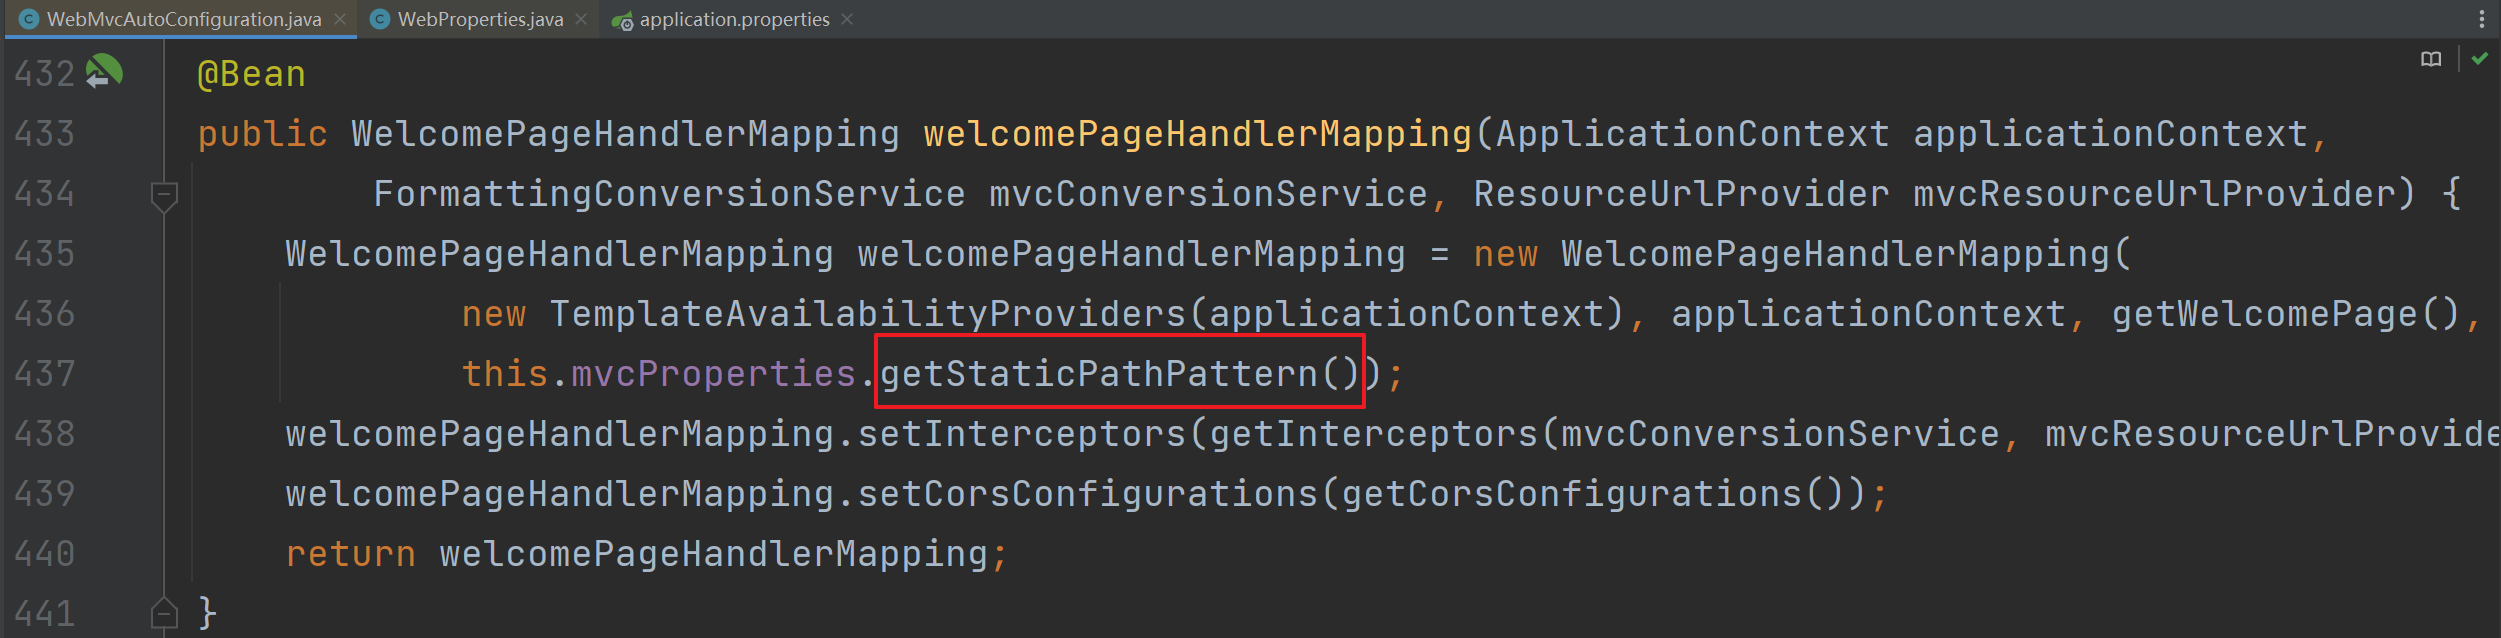 WebMvcAutoConfiguration.java WebProperties.java application.properties
432 @Bean
433 public WelcomePageHandlerMapping welcomePageHandlerMapping(ApplicationContext applicationContext,
434 FormattingConversionService mvcConversionService, ResourceUrlProvider mvcResourceUrlProvider) {
435 WelcomePageHandlerMapping welcomePageHandlerMapping = new WelcomePageHandlerMapping(
436 new TemplateAvailabilityProviders(applicationContext), applicationContext, getWelcomePage(),
437 this.mvcProperties.getStaticPathPattern());
438 welcomePageHandlerMapping.setInterceptors(getInterceptors(mvcConversionService, mvcResourceUrlProvide
439 welcomePageHandlerMapping.setCorsConfigurations(getCorsConfigurations());
440 return welcomePageHandlerMapping;
441 }